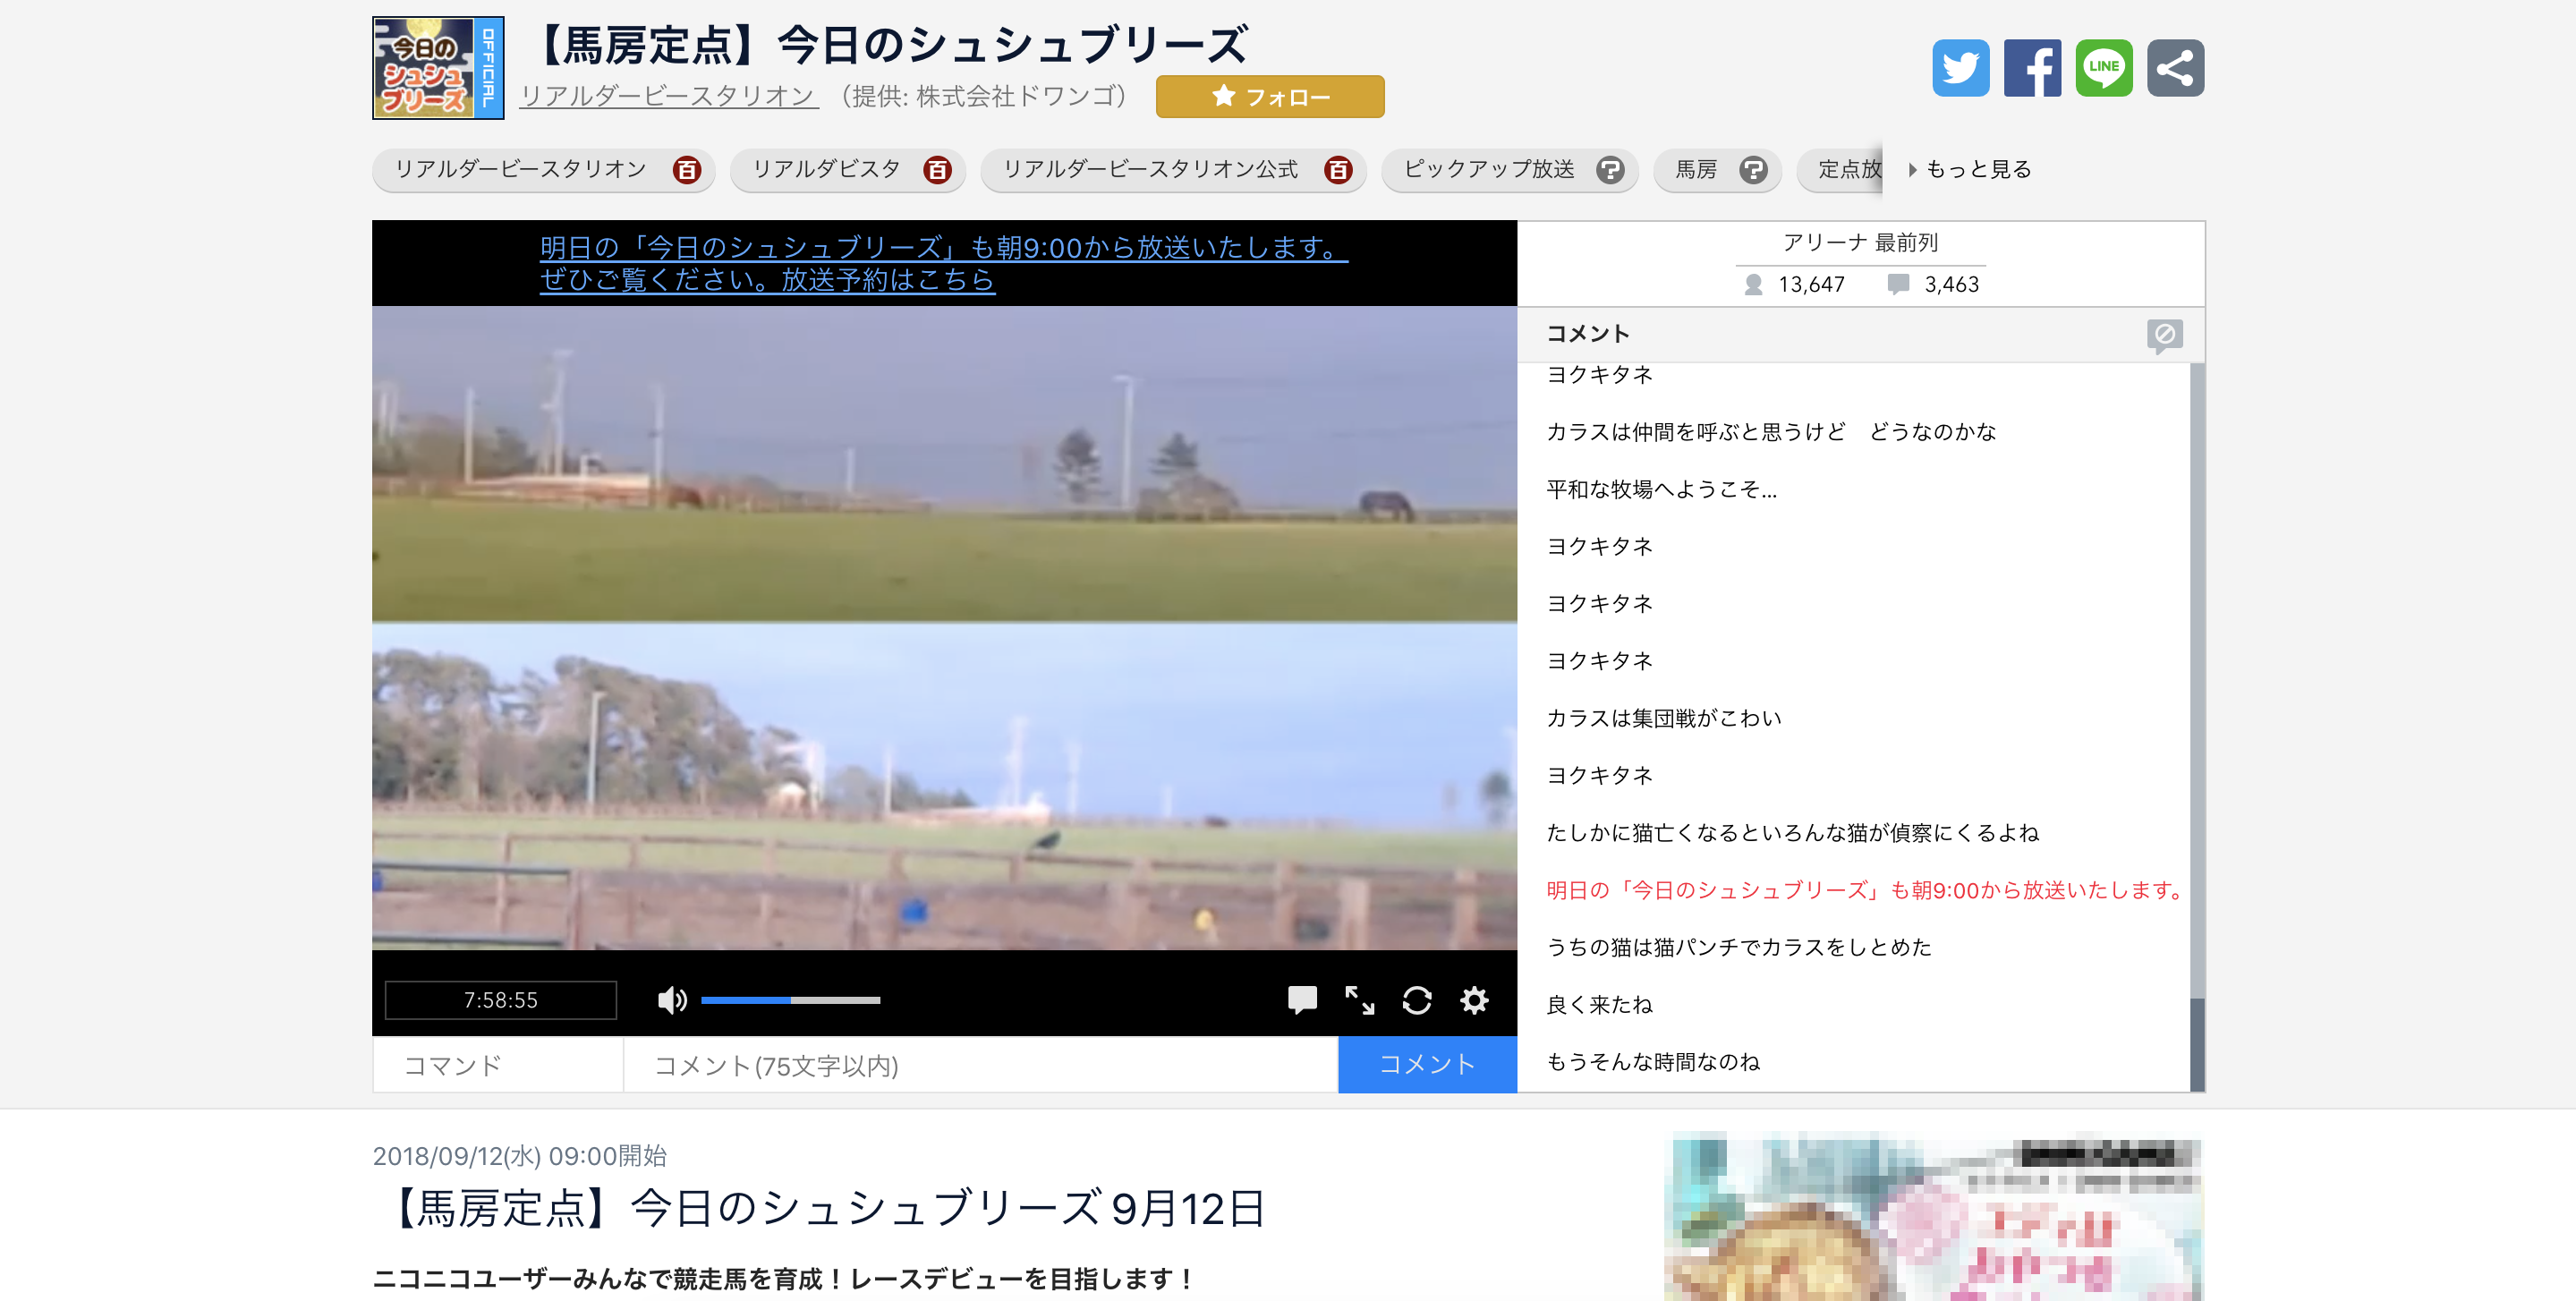 今日の
シュシュ
ブリーズ
OFFICIAL
【馬房定点】今日のシュシュブリーズ
リアルダービースタリオン （提供: 株式会社ドワンゴ）
フォロー
LINE
リアルダービースタリオン 百
リアルダビスタ 百
リアルダービースタリオン公式 百
ピックアップ放送 ?
馬房 ?
定点放
もっと見る
明日の「今日のシュシュブリーズ」も朝9:00から放送いたします。
ぜひご覧ください。放送予約はこちら
アリーナ 最前列
13,647 3,463
コメント
ヨクキタネ
カラスは仲間を呼ぶと思うけど　どうなのかな
平和な牧場へようこそ...
ヨクキタネ
ヨクキタネ
ヨクキタネ
カラスは集団戦がこわい
ヨクキタネ
たしかに猫亡くなるといろんな猫が偵察にくるよね
明日の「今日のシュシュブリーズ」も朝9:00から放送いたします。
うちの猫は猫パンチでカラスをしとめた
良く来たね
もうそんな時間なのね
7:58:55
コマンド
コメント(75文字以内)
コメント
2018/09/12(水) 09:00開始
【馬房定点】今日のシュシュブリーズ 9月12日
ニコニコユーザーみんなで競走馬を育成！レースデビューを目指します！